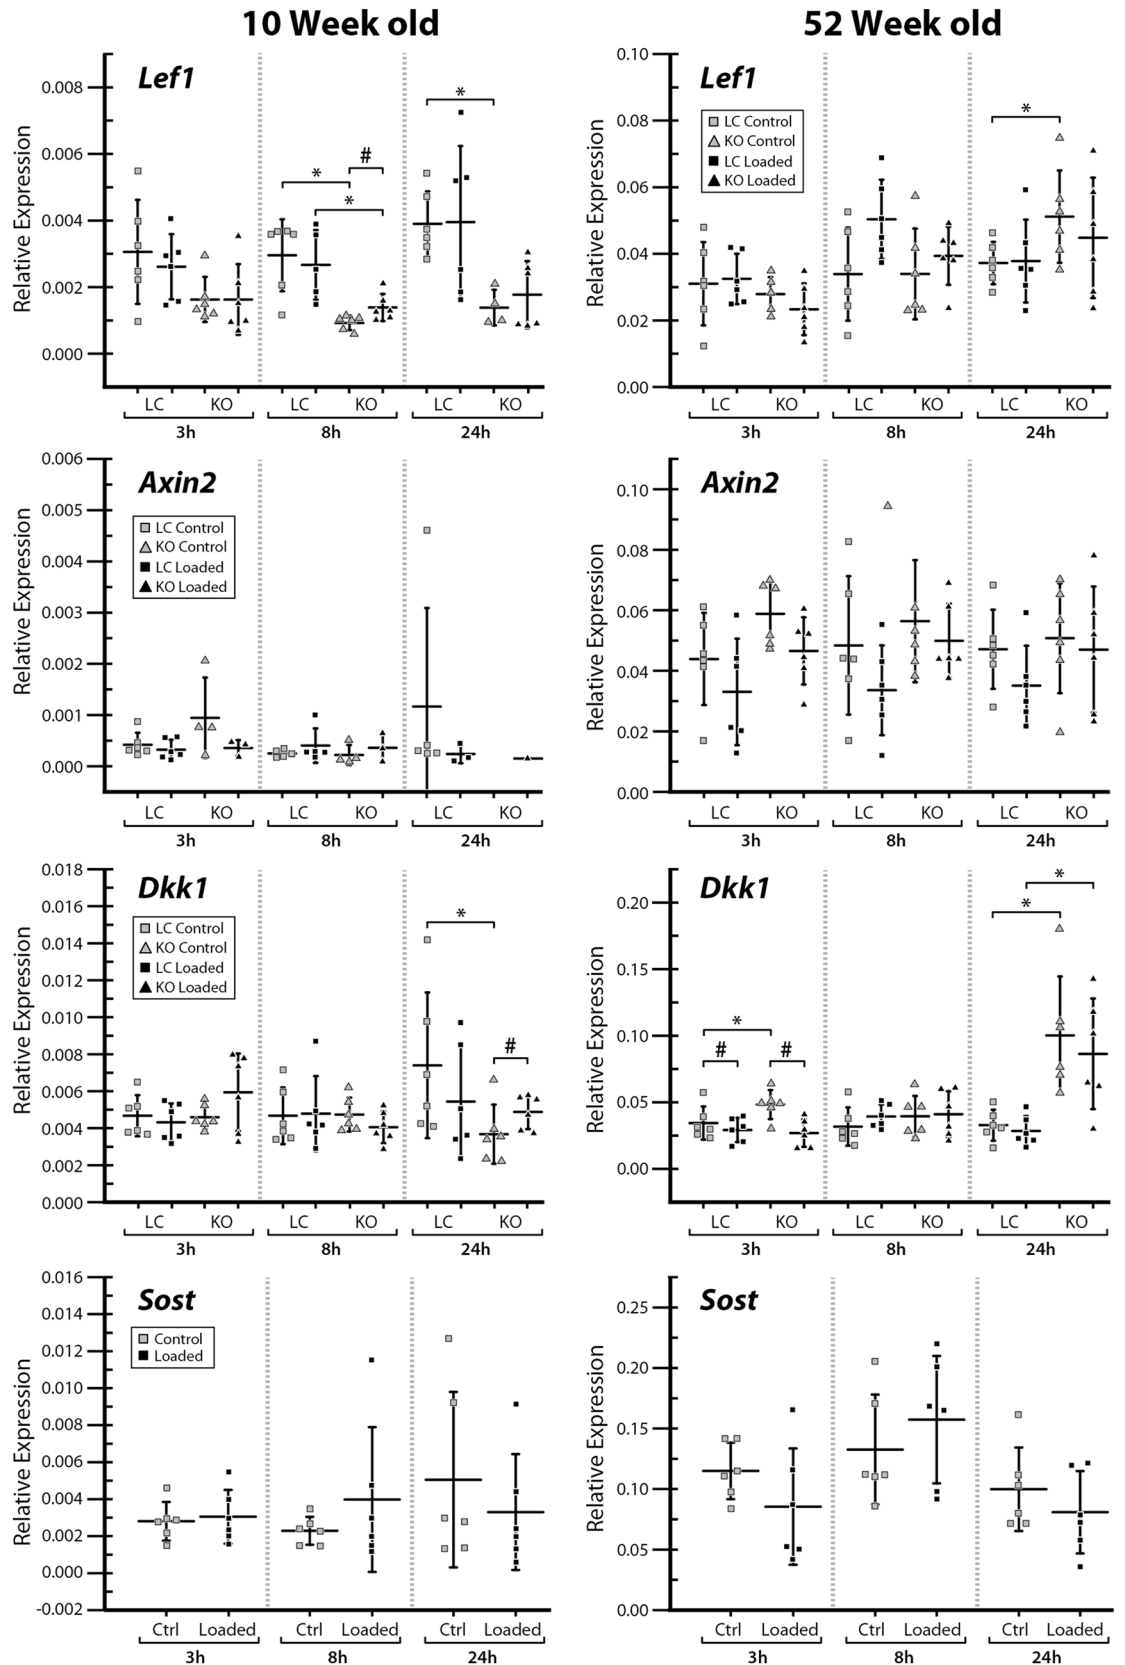 10 Week old
52 Week old
Lef1
Relative Expression
0.008
0.006
0.004
0.002
0.000
* # * *
LC KO LC KO LC KO
3h 8h 24h
Lef1
LC Control
KO Control
LC Loaded
KO Loaded
Relative Expression
0.10
0.08
0.06
0.04
0.02
0.00
*
LC KO LC KO LC KO
3h 8h 24h
Axin2
LC Control
KO Control
LC Loaded
KO Loaded
Relative Expression
0.006
0.005
0.004
0.003
0.002
0.001
0.000
LC KO LC KO LC KO
3h 8h 24h
Axin2
Relative Expression
0.10
0.08
0.06
0.04
0.02
0.00
LC KO LC KO LC KO
3h 8h 24h
Dkk1
LC Control
KO Control
LC Loaded
KO Loaded
Relative Expression
0.018
0.016
0.014
0.012
0.010
0.008
0.006
0.004
0.002
0.000
* #
LC KO LC KO LC KO
3h 8h 24h
Dkk1
Relative Expression
0.20
0.15
0.10
0.05
0.00
* # # * *
LC KO LC KO LC KO
3h 8h 24h
Sost
Control
Loaded
Relative Expression
0.016
0.014
0.012
0.010
0.008
0.006
0.004
0.002
0.000
-0.002
Ctrl Loaded Ctrl Loaded Ctrl Loaded
3h 8h 24h
Sost
Relative Expression
0.25
0.20
0.15
0.10
0.05
0.00
Ctrl Loaded Ctrl Loaded Ctrl Loaded
3h 8h 24h